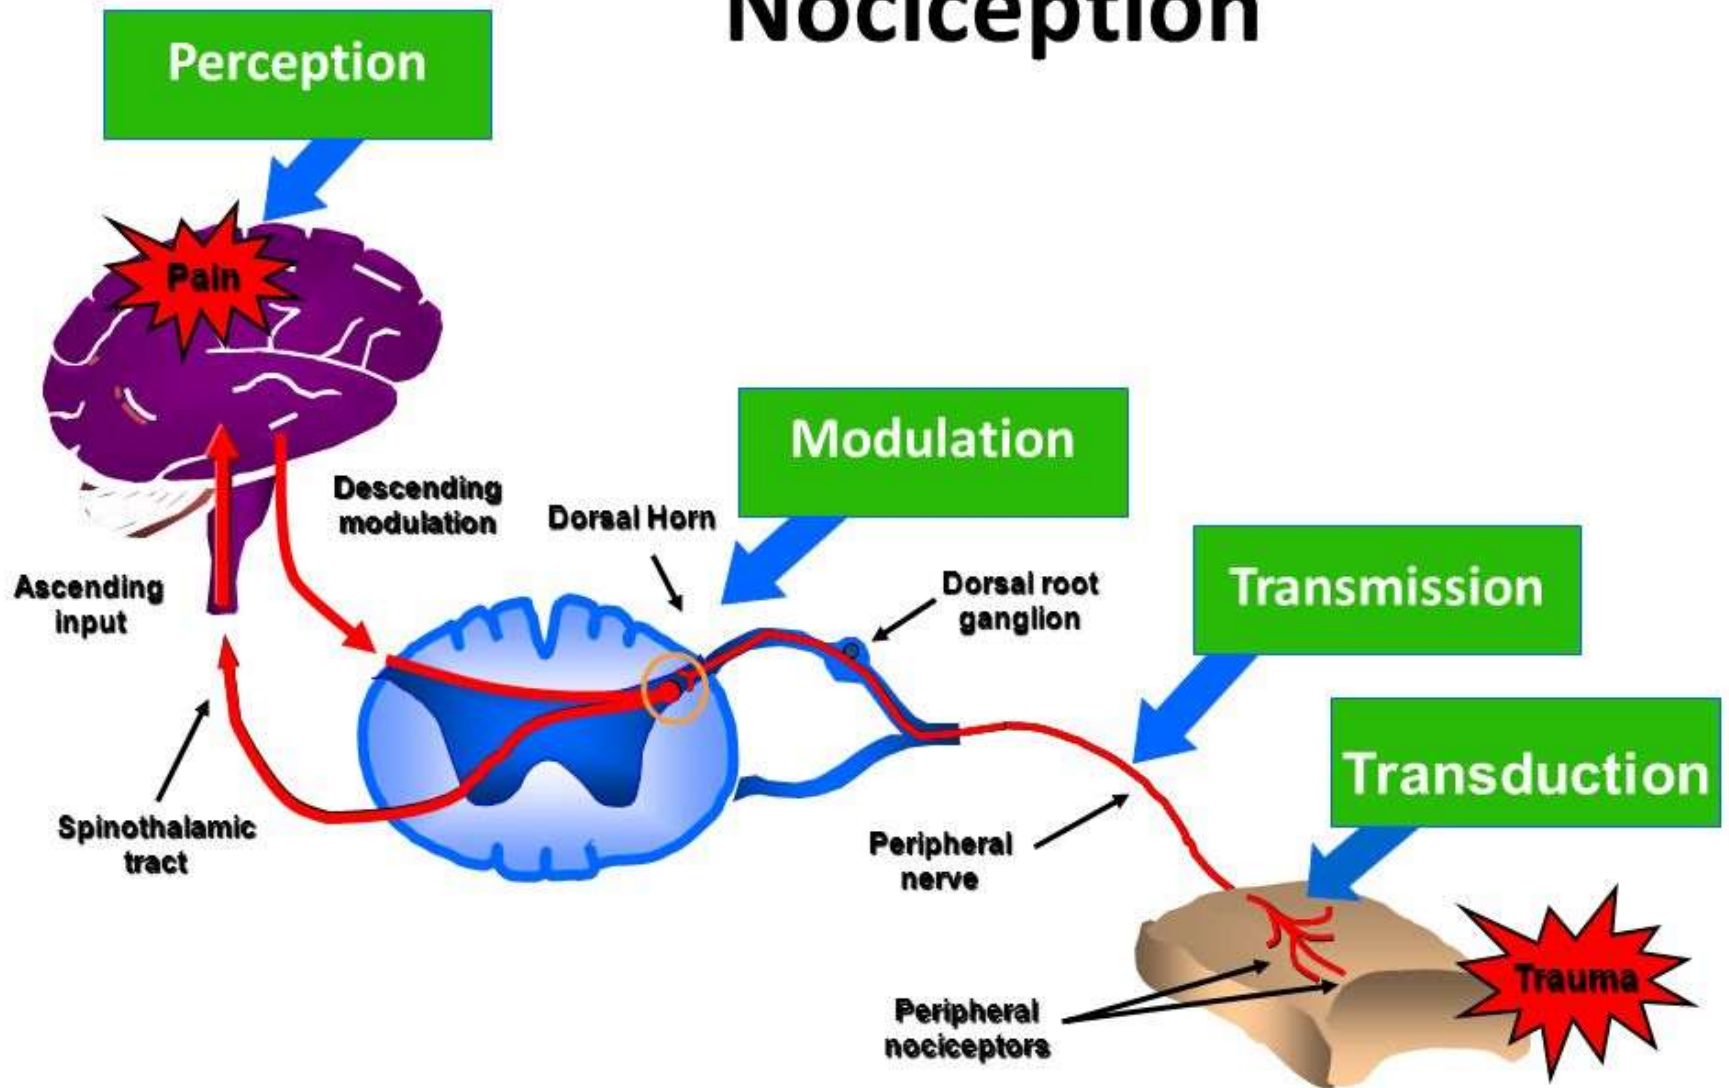 Nociception
Perception
Pain
Modulation
Descending
modulation
Dorsal Horn
Transmission
Ascending
input
Dorsal root
ganglion
Transduction
Spinothalamic
tract
Peripheral
nerve
Trauma
Peripheral
nociceptors